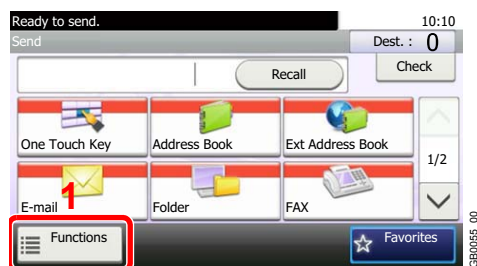 Ready to send. 10:10
Send Dest. : 0
Recall Check
One Touch Key Address Book Ext Address Book
1/2
1
E-mail Folder FAX
Functions Favorites
GB0055_00